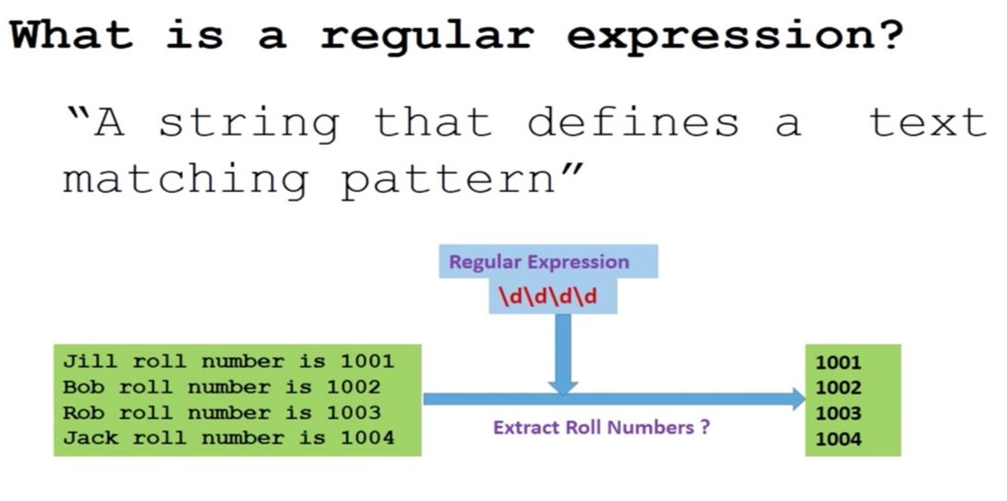 What is a regular expression?
“A string that defines a text
matching pattern”
Regular Expression
\d\d\d\d
Jill roll number is 1001
Bob roll number is 1002
Rob roll number is 1003
Jack roll number is 1004
Extract Roll Numbers ?
1001
1002
1003
1004